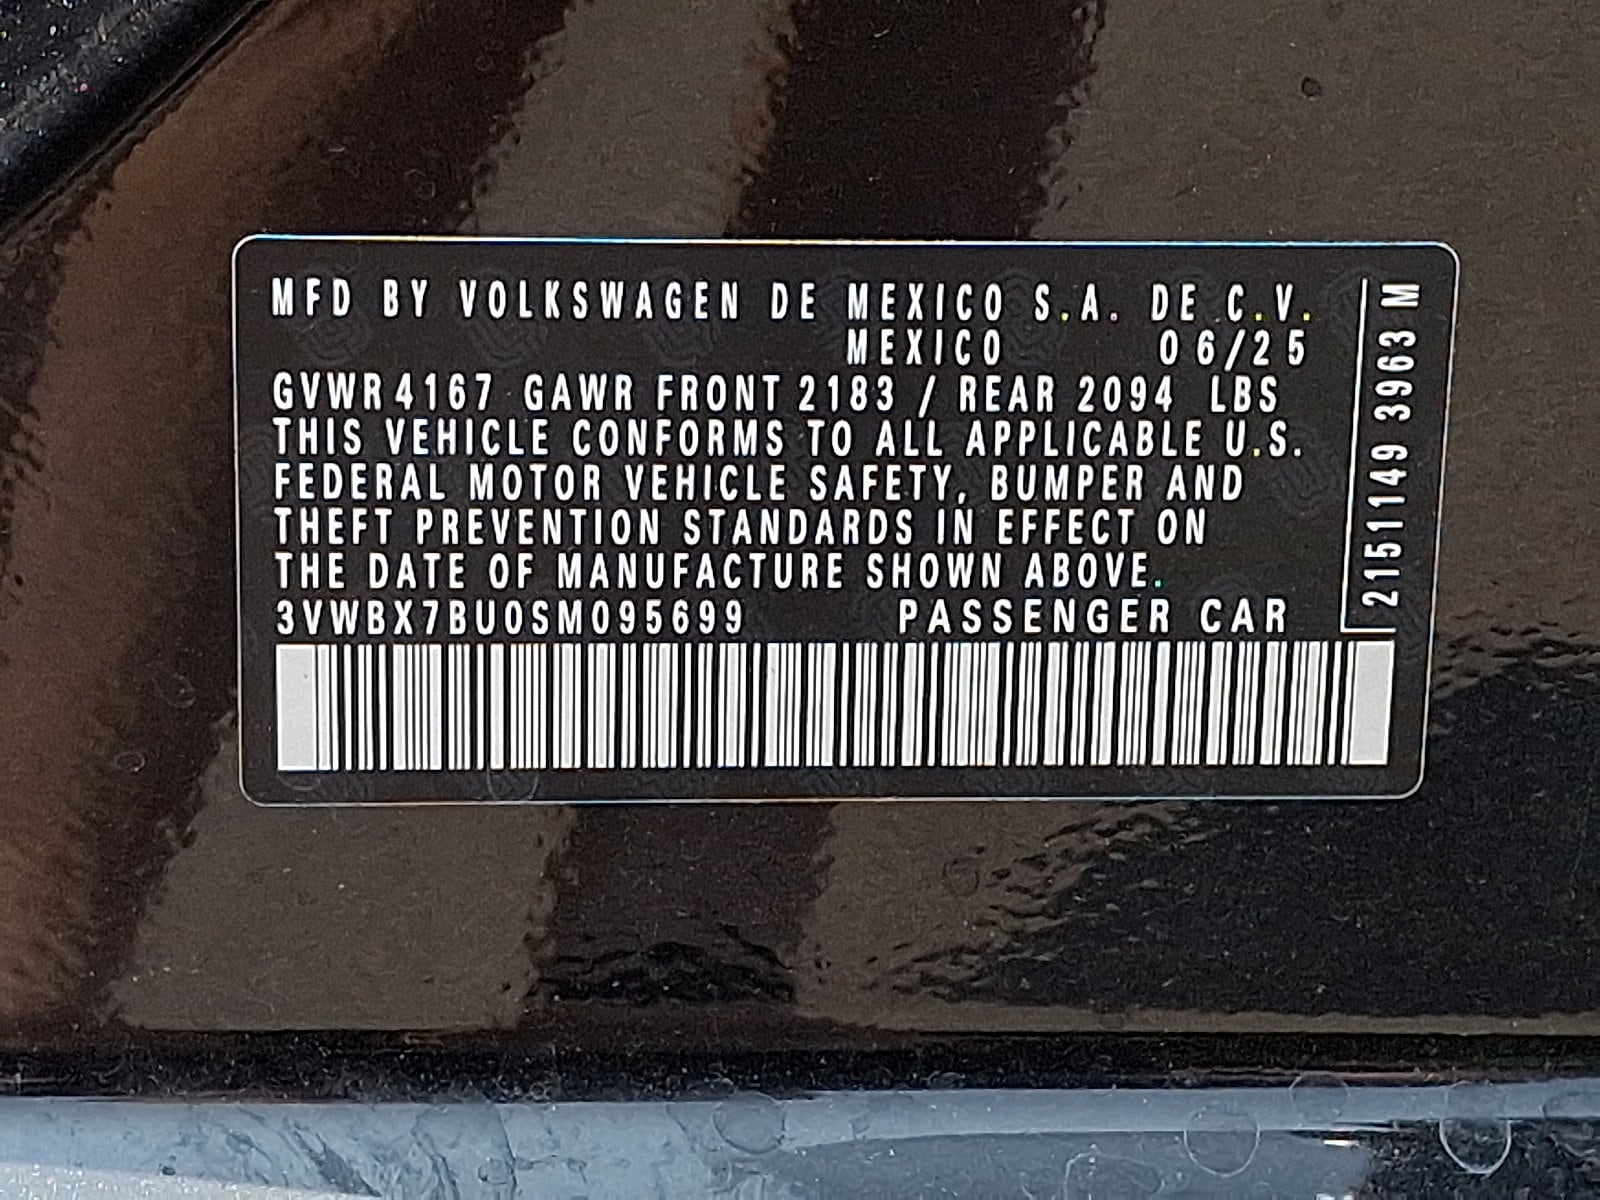 MFD BY VOLKSWAGEN DE MEXICO S.A. DE C.V.
MEXICO 06/25
GVWR 4167 GAWR FRONT 2183 / REAR 2094 LBS
THIS VEHICLE CONFORMS TO ALL APPLICABLE U.S.
FEDERAL MOTOR VEHICLE SAFETY, BUMPER AND
THEFT PREVENTION STANDARDS IN EFFECT ON
THE DATE OF MANUFACTURE SHOWN ABOVE.
3VWBX7BU0SM095699 PASSENGER CAR
2151149 3963 M